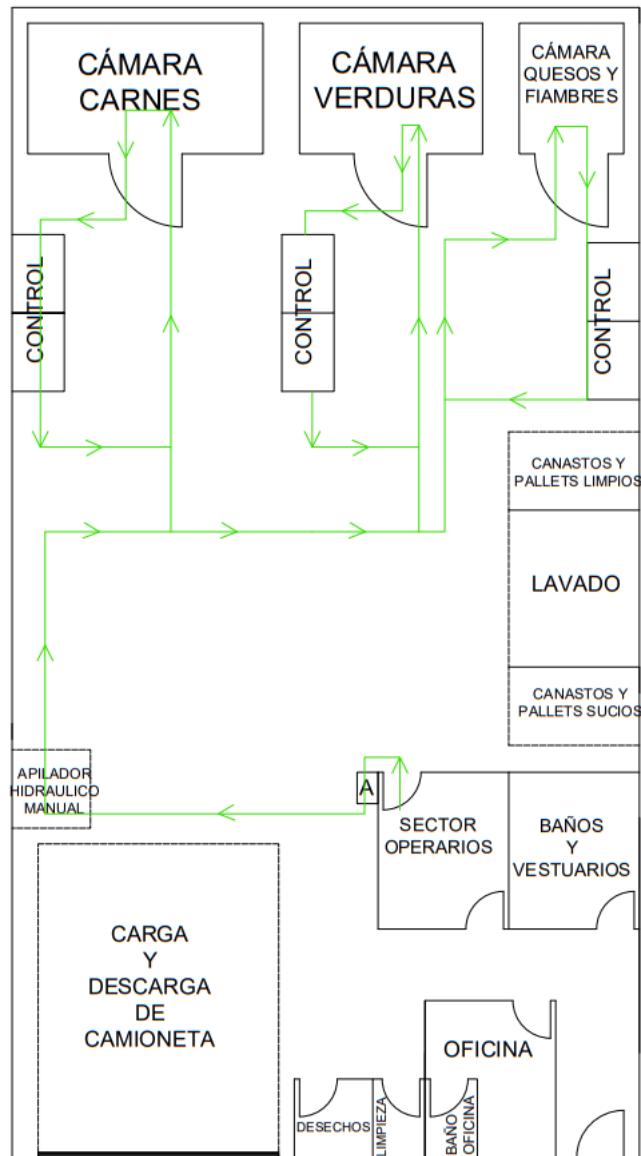 CÁMARA
CARNES
CÁMARA
VERDURAS
CÁMARA
QUESOS Y
FIAMBRES
CONTROL
CONTROL
CONTROL
CANASTOS Y
PALLETS LIMPIOS
LAVADO
CANASTOS Y
PALLETS SUCIOS
APILADOR
HIDRAULICO
MANUAL
A
SECTOR
OPERARIOS
BAÑOS
Y
VESTUARIOS
CARGA
Y
DESCARGA
DE
CAMIONETA
OFICINA
DESECHOS
LIMPIEZA
BAÑO
OFICINA